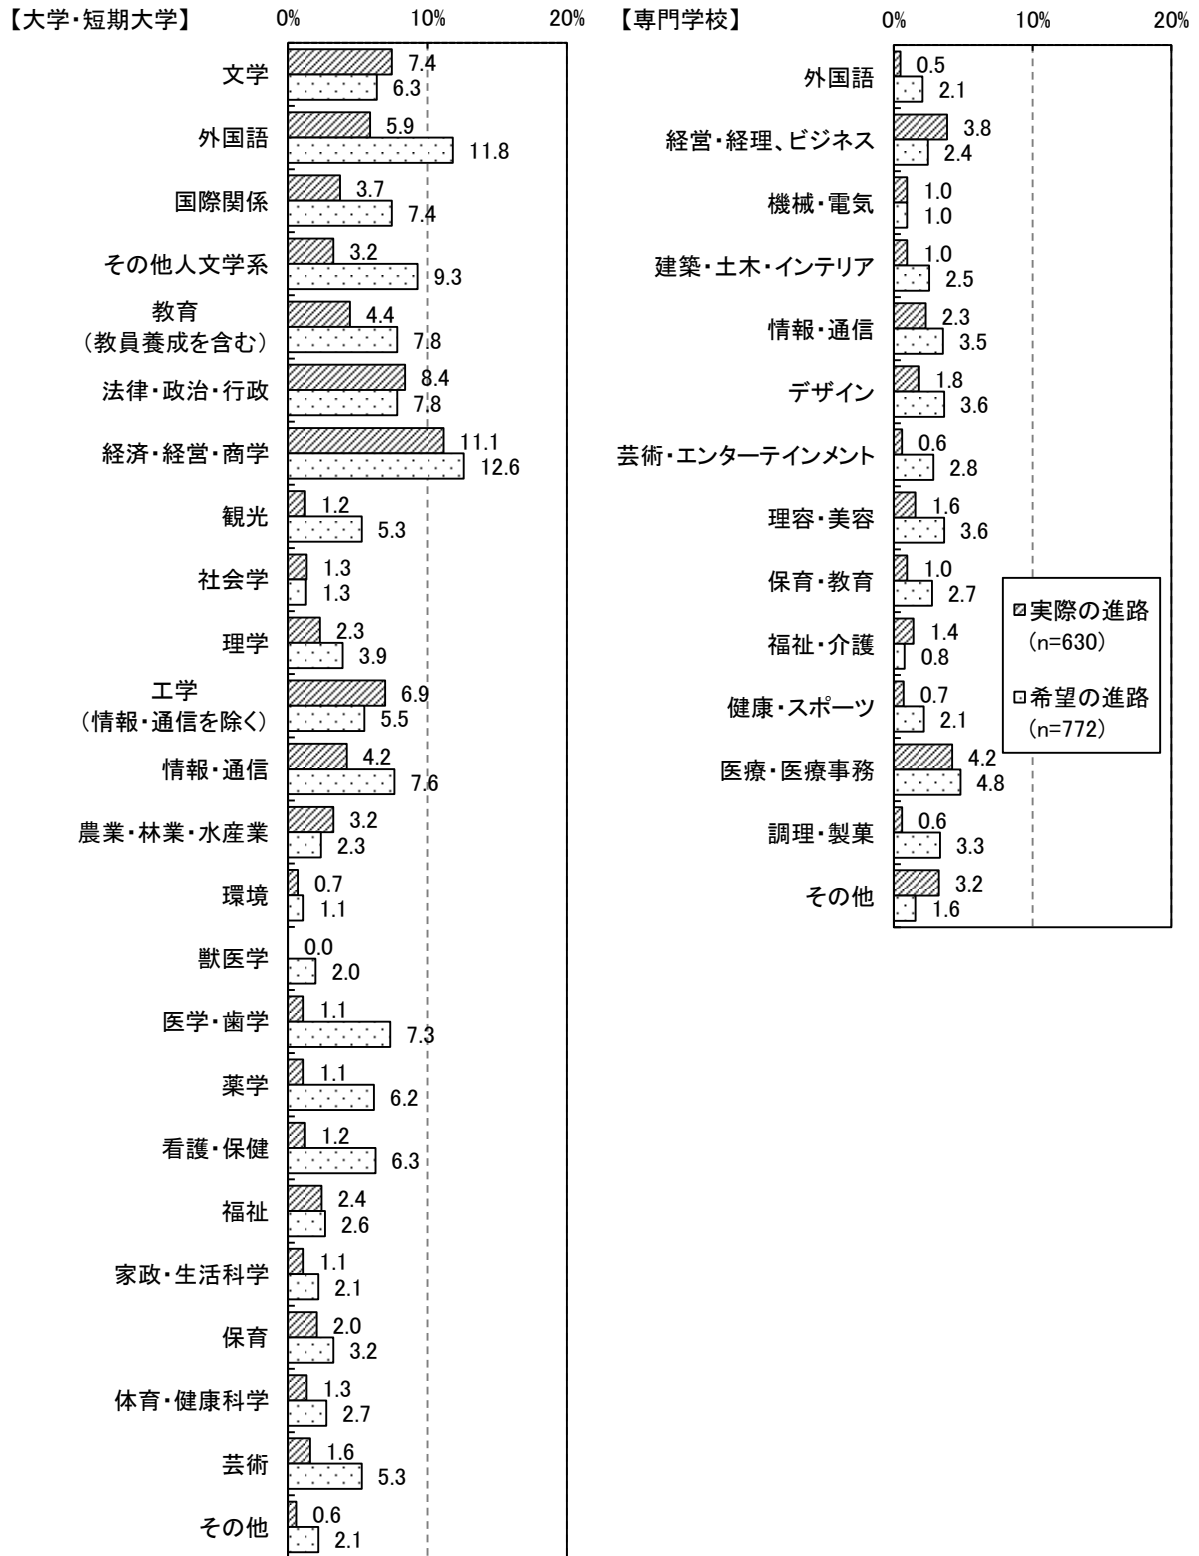 【大学・短期大学】
0% 10% 20%
文学
7.4
6.3
外国語
5.9
11.8
国際関係
3.7
7.4
その他人文学系
3.2
9.3
教育
（教員養成を含む）
4.4
7.8
法律・政治・行政
8.4
7.8
経済・経営・商学
11.1
12.6
観光
1.2
5.3
社会学
1.3
1.3
理学
2.3
3.9
工学
（情報・通信を除く）
6.9
5.5
情報・通信
4.2
7.6
農業・林業・水産業
3.2
2.3
環境
0.7
1.1
獣医学
0.0
2.0
医学・歯学
1.1
7.3
薬学
1.1
6.2
看護・保健
1.2
6.3
福祉
2.4
2.6
家政・生活科学
1.1
2.1
保育
2.0
3.2
体育・健康科学
1.3
2.7
芸術
1.6
5.3
その他
0.6
2.1
【専門学校】
0% 10% 20%
外国語
0.5
2.1
経営・経理、ビジネス
3.8
2.4
機械・電気
1.0
1.0
建築・土木・インテリア
1.0
2.5
情報・通信
2.3
3.5
デザイン
1.8
3.6
芸術・エンターテインメント
0.6
2.8
理容・美容
1.6
3.6
保育・教育
1.0
2.7
福祉・介護
1.4
0.8
健康・スポーツ
0.7
2.1
医療・医療事務
4.2
4.8
調理・製菓
0.6
3.3
その他
3.2
1.6
実際の進路
(n=630)
希望の進路
(n=772)